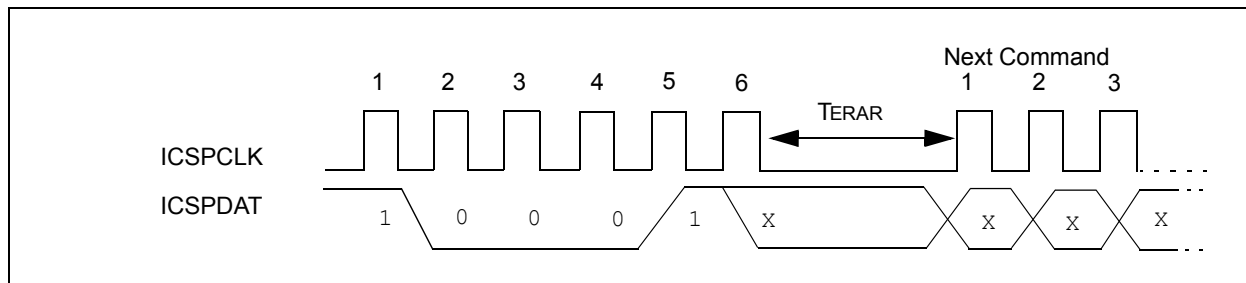 Next Command
1 2 3 4 5 6 1 2 3
TERAR
ICSPCLK
ICSPDAT
1 0 0 0 1 X X X X